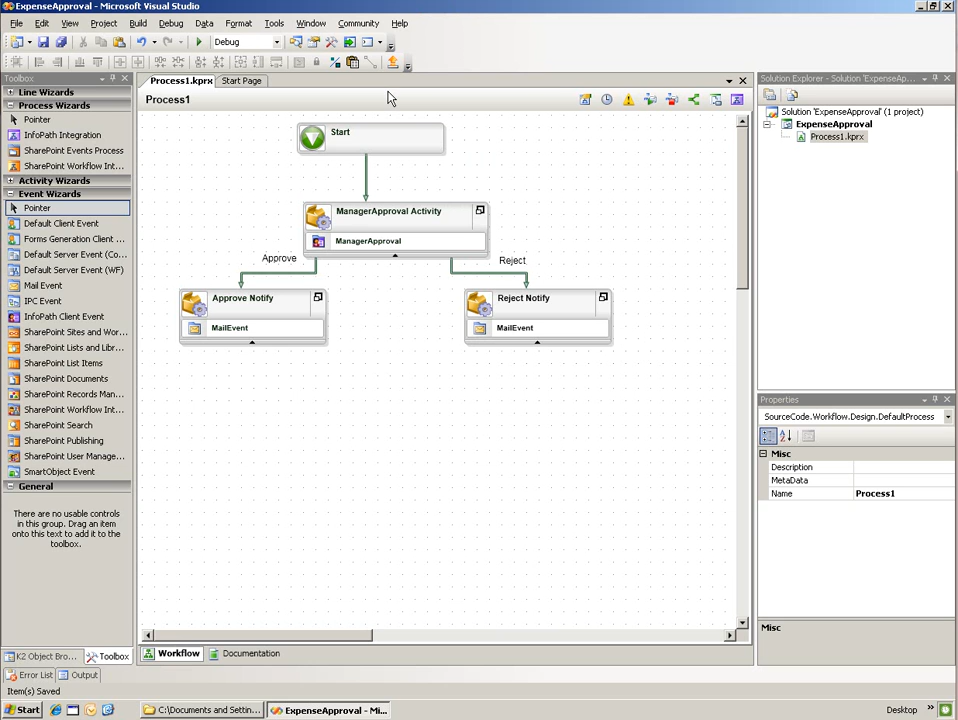 ExpenseApproval - Microsoft Visual Studio
File Edit View Project Build Debug Data Format Tools Window Community Help
Debug
Toolbox
Line Wizards
Process Wizards
Pointer
InfoPath Integration
SharePoint Events Process
SharePoint Workflow Int...
Activity Wizards
Event Wizards
Pointer
Default Client Event
Forms Generation Client ...
Default Server Event (Co...
Default Server Event (WF)
Mail Event
IPC Event
InfoPath Client Event
SharePoint Sites and Wor...
SharePoint Lists and Libr...
SharePoint List Items
SharePoint Documents
SharePoint Records Man...
SharePoint Workflow Int...
SharePoint Search
SharePoint Publishing
SharePoint User Manage...
SmartObject Event
General
There are no usable controls
in this group. Drag an item
onto this text to add it to the
toolbox.
K2 Object Bro... Toolbox
Process1.kprx Start Page
Process1
Start
ManagerApproval Activity
ManagerApproval
Approve
Reject
Approve Notify
MailEvent
Reject Notify
MailEvent
Workflow Documentation
Solution Explorer - Solution 'ExpenseAp...
Solution 'ExpenseApproval' (1 project)
ExpenseApproval
Process1.kprx
Properties
SourceCode.Workflow.Design.DefaultProcess
Misc
Description
MetaData
Name Process1
Misc
Error List Output
Item(s) Saved
Start
C:\Documents and Settin...
ExpenseApproval - Mi...
Desktop